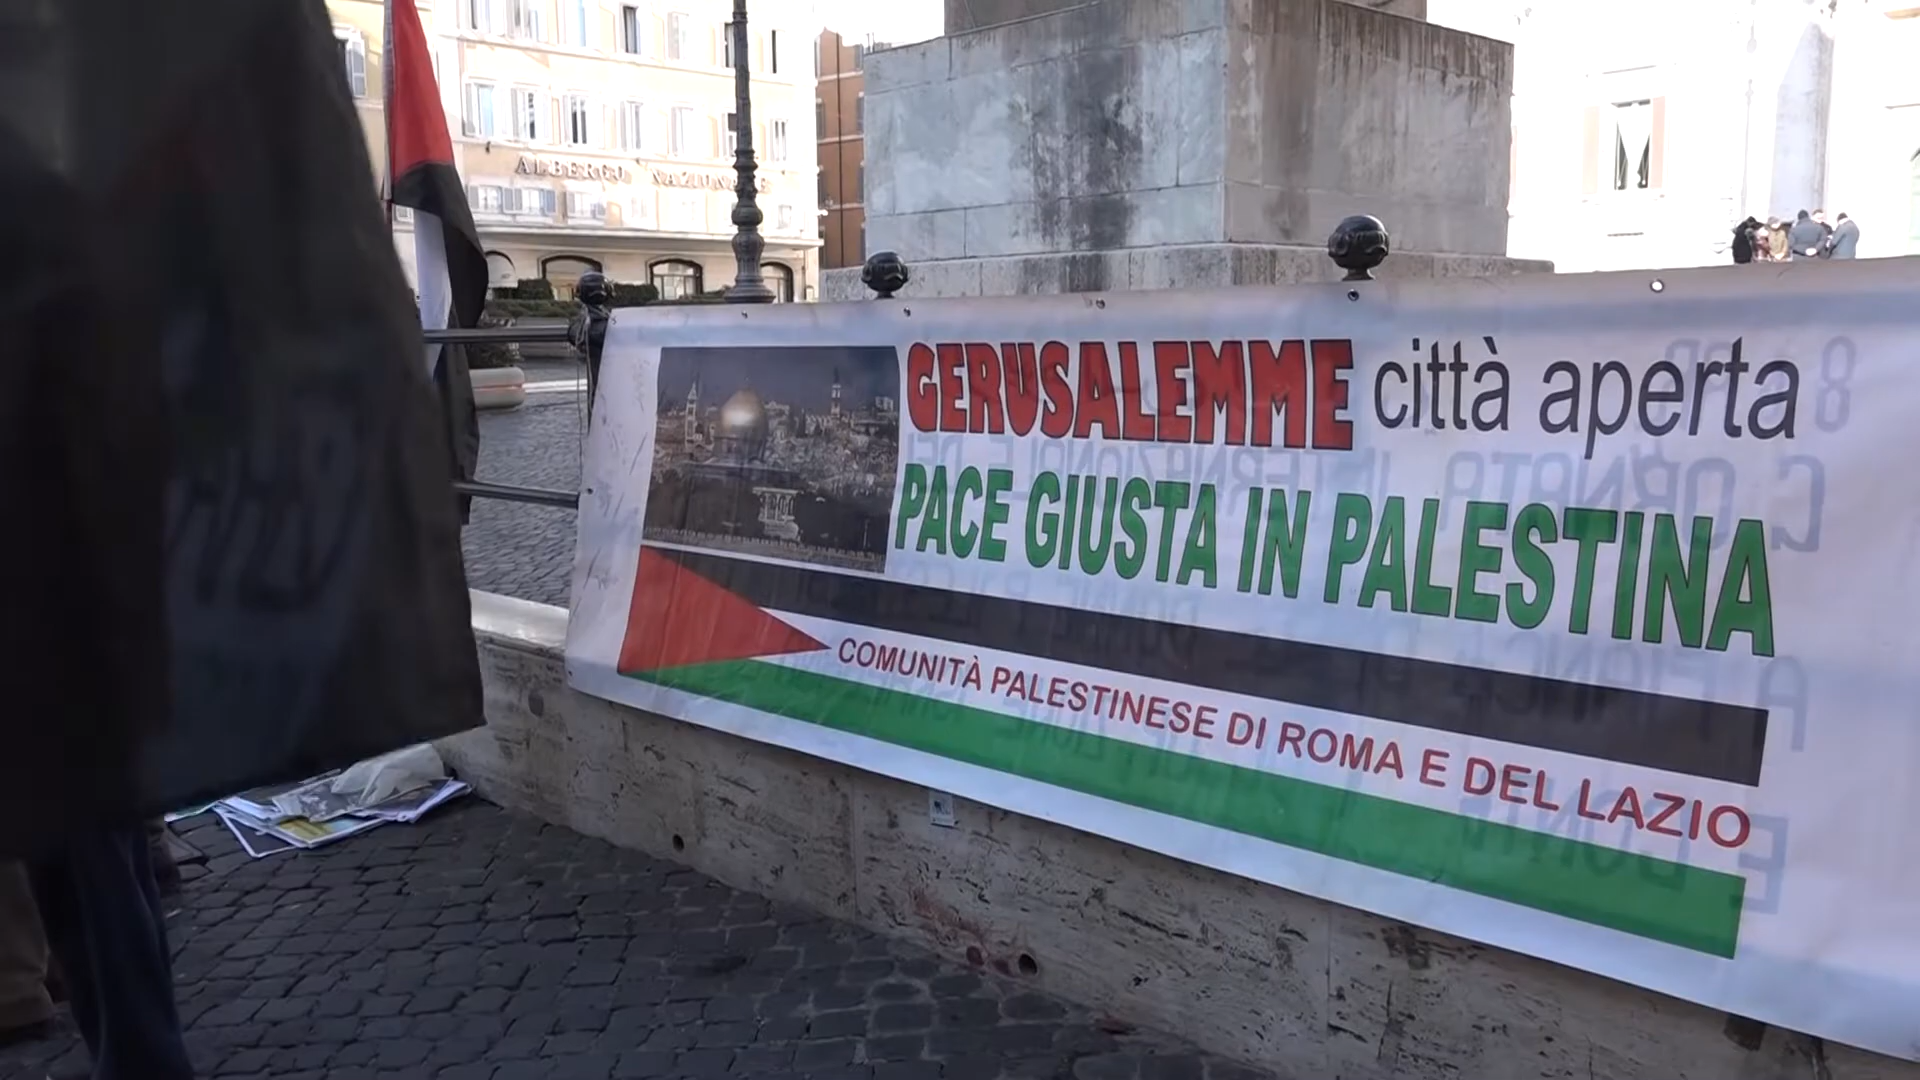 ALBERGO NAZIONALE
GERUSALEMME città aperta
PACE GIUSTA IN PALESTINA
COMUNITÀ PALESTINESE DI ROMA E DEL LAZIO